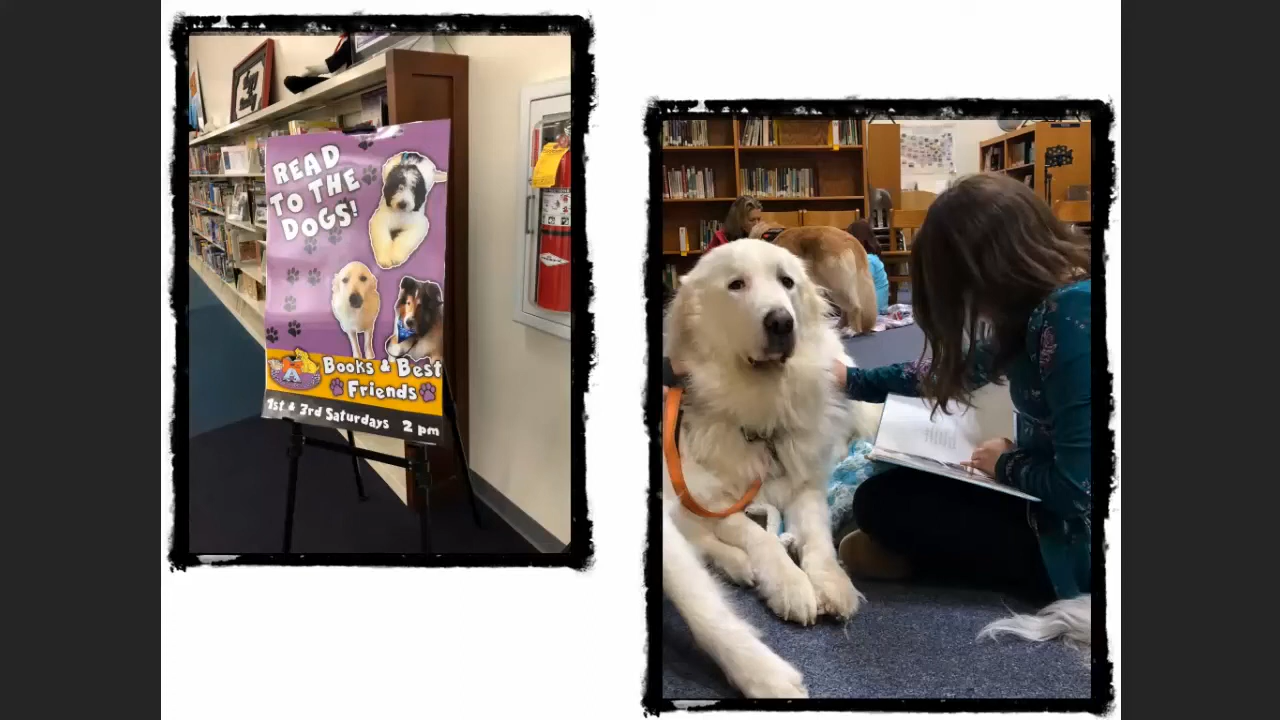 READ
TO THE
DOGS!
Books & Best
Friends
1st & 3rd Saturdays 2 pm